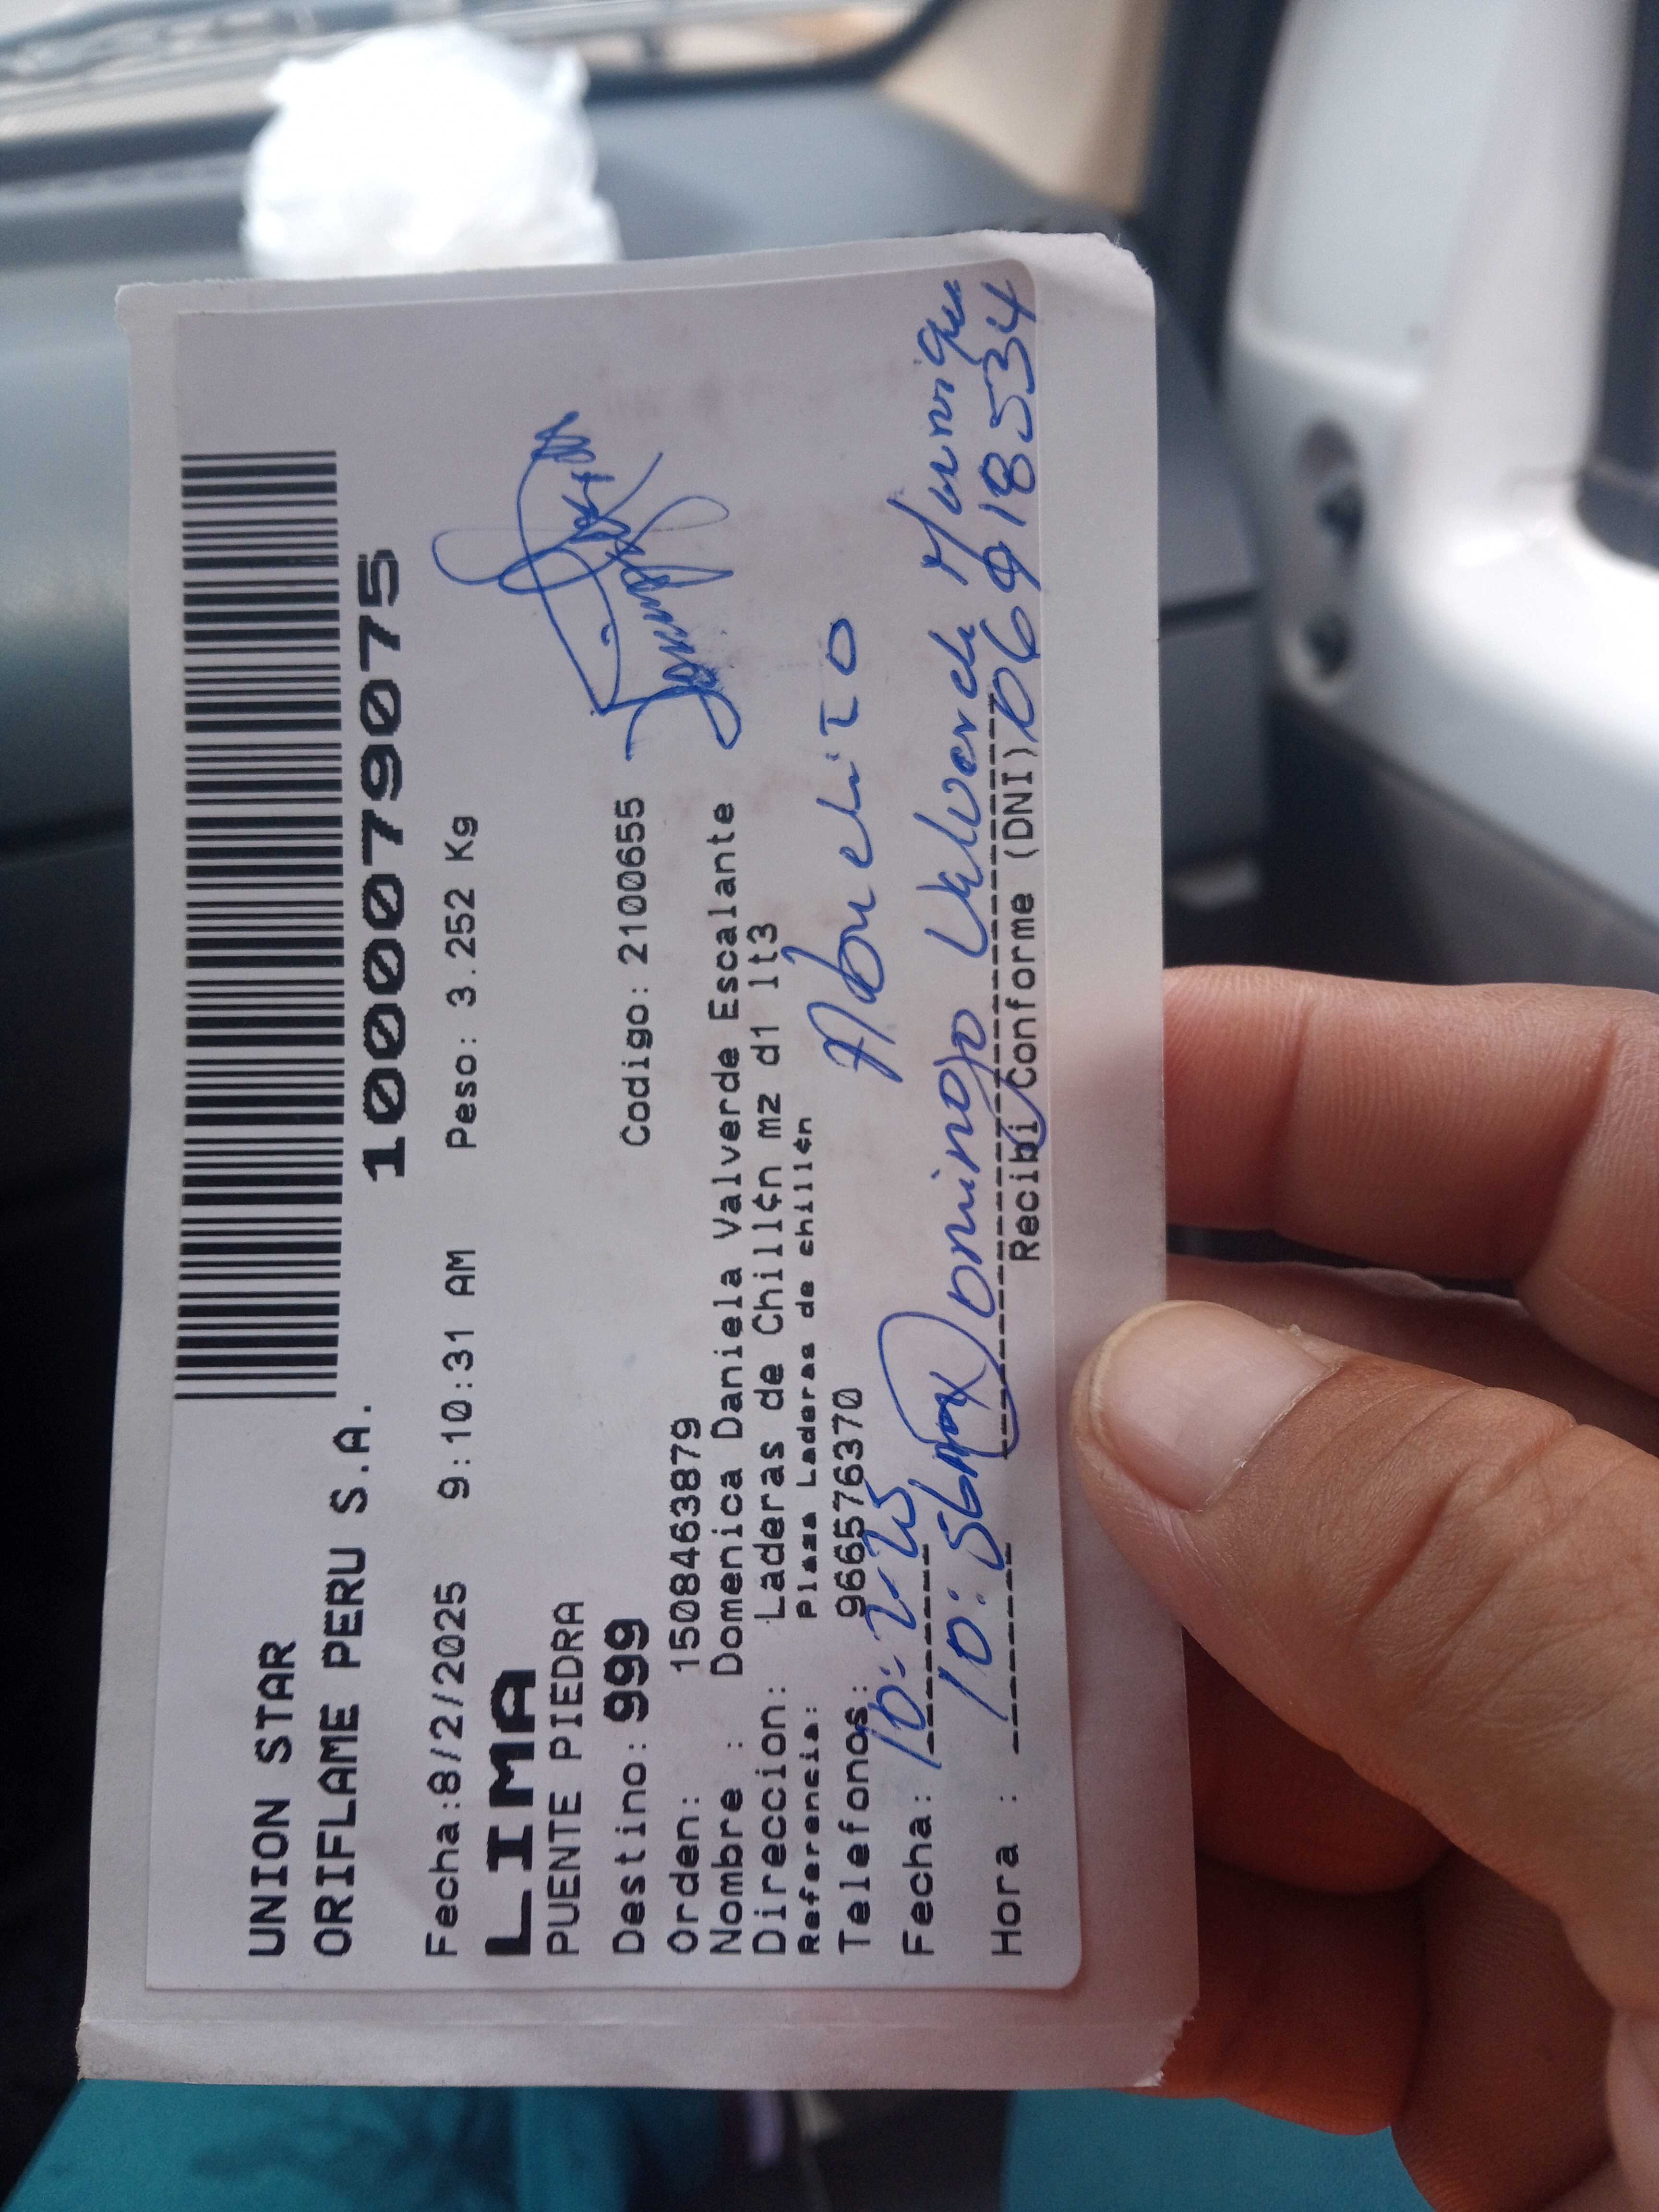 UNION STAR
ORIFLAME PERU S.A.
1000079075
Fecha:8/2/2025 9:10:31 AM Peso: 3.252 Kg
LIMA
PUENTE PIEDRA
Destino: 999 Codigo: 2100655
Orden: 1508463879
Nombre : Domenica Daniela Valverde Escalante
Direccion: Laderas de Chill¢n mz d1 lt3
Referencia: Plaza Laderas de chill¢n
Telefonos: 966576370
Abuelito
Fecha: 10-2-25
Hora : 10:56
Domingo Valverde Manrique
Recibi Conforme (DNI) 06918534